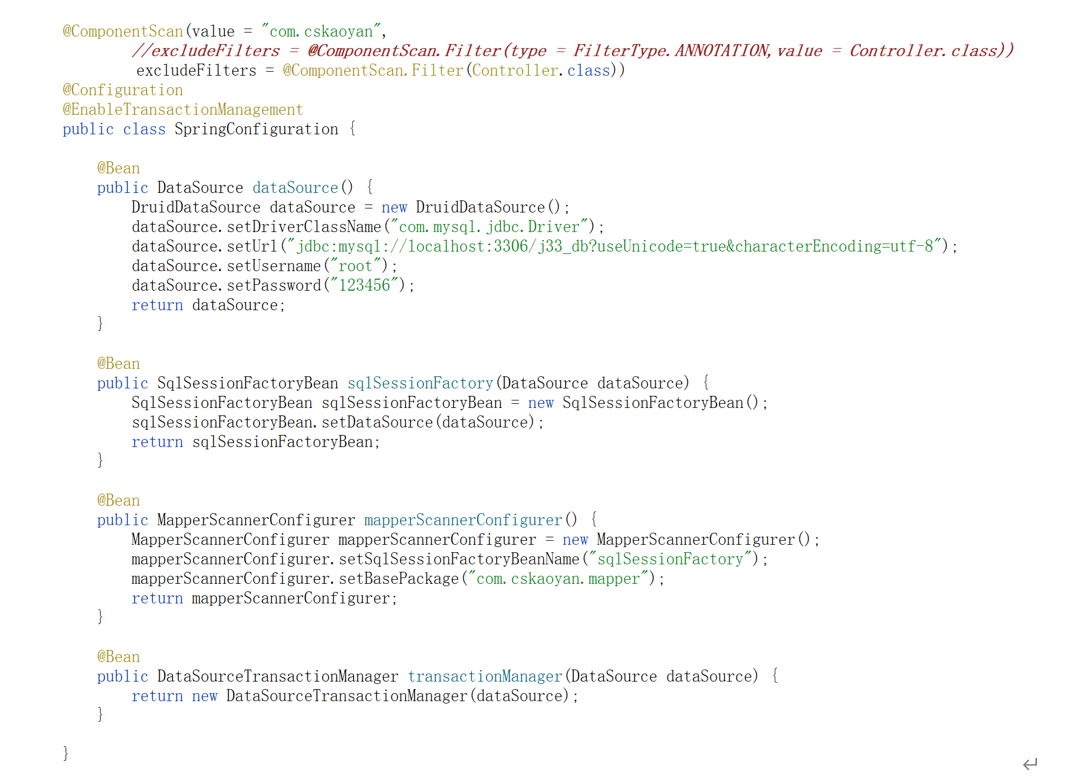 @ComponentScan(value = "com.cskaoyan",
//excludeFilters = @ComponentScan.Filter(type = FilterType.ANNOTATION,value = Controller.class))
excludeFilters = @ComponentScan.Filter(Controller.class))
@Configuration
@EnableTransactionManagement
public class SpringConfiguration {
@Bean
public DataSource dataSource() {
DruidDataSource dataSource = new DruidDataSource();
dataSource.setDriverClassName("com.mysql.jdbc.Driver");
dataSource.setUrl("jdbc:mysql://localhost:3306/j33_db?useUnicode=true&characterEncoding=utf-8");
dataSource.setUsername("root");
dataSource.setPassword("123456");
return dataSource;
}
@Bean
public SqlSessionFactoryBean sqlSessionFactory(DataSource dataSource) {
SqlSessionFactoryBean sqlSessionFactoryBean = new SqlSessionFactoryBean();
sqlSessionFactoryBean.setDataSource(dataSource);
return sqlSessionFactoryBean;
}
@Bean
public MapperScannerConfigurer mapperScannerConfigurer() {
MapperScannerConfigurer mapperScannerConfigurer = new MapperScannerConfigurer();
mapperScannerConfigurer.setSqlSessionFactoryBeanName("sqlSessionFactory");
mapperScannerConfigurer.setBasePackage("com.cskaoyan.mapper");
return mapperScannerConfigurer;
}
@Bean
public DataSourceTransactionManager transactionManager(DataSource dataSource) {
return new DataSourceTransactionManager(dataSource);
}
}